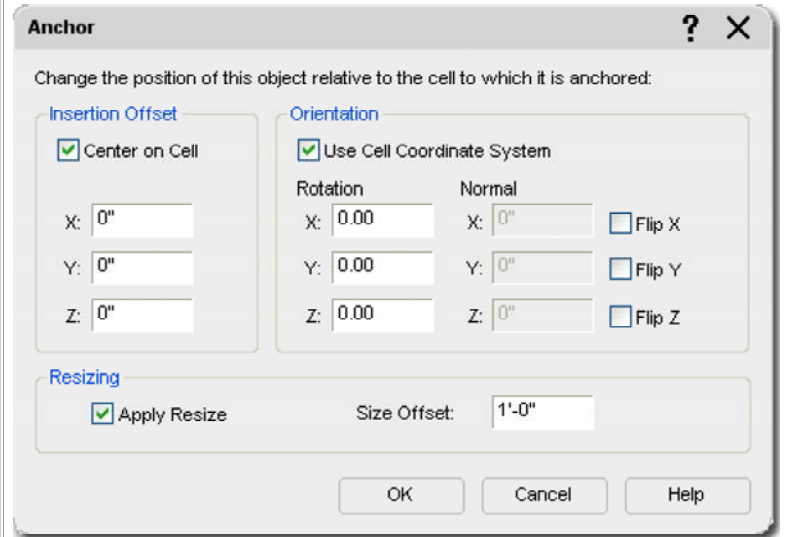 Anchor ?
Change the position of this object relative to the cell to which it is anchored:
Insertion Offset Orientation
Center on Cell Use Cell Coordinate System
Rotation Normal
X: 0" X: 0.00 X: 0" Flip X
Y: 0" Y: 0.00 Y: 0" Flip Y
Z: 0" Z: 0.00 Z: 0" Flip Z
Resizing
Apply Resize Size Offset: 1'-0"
OK Cancel Help